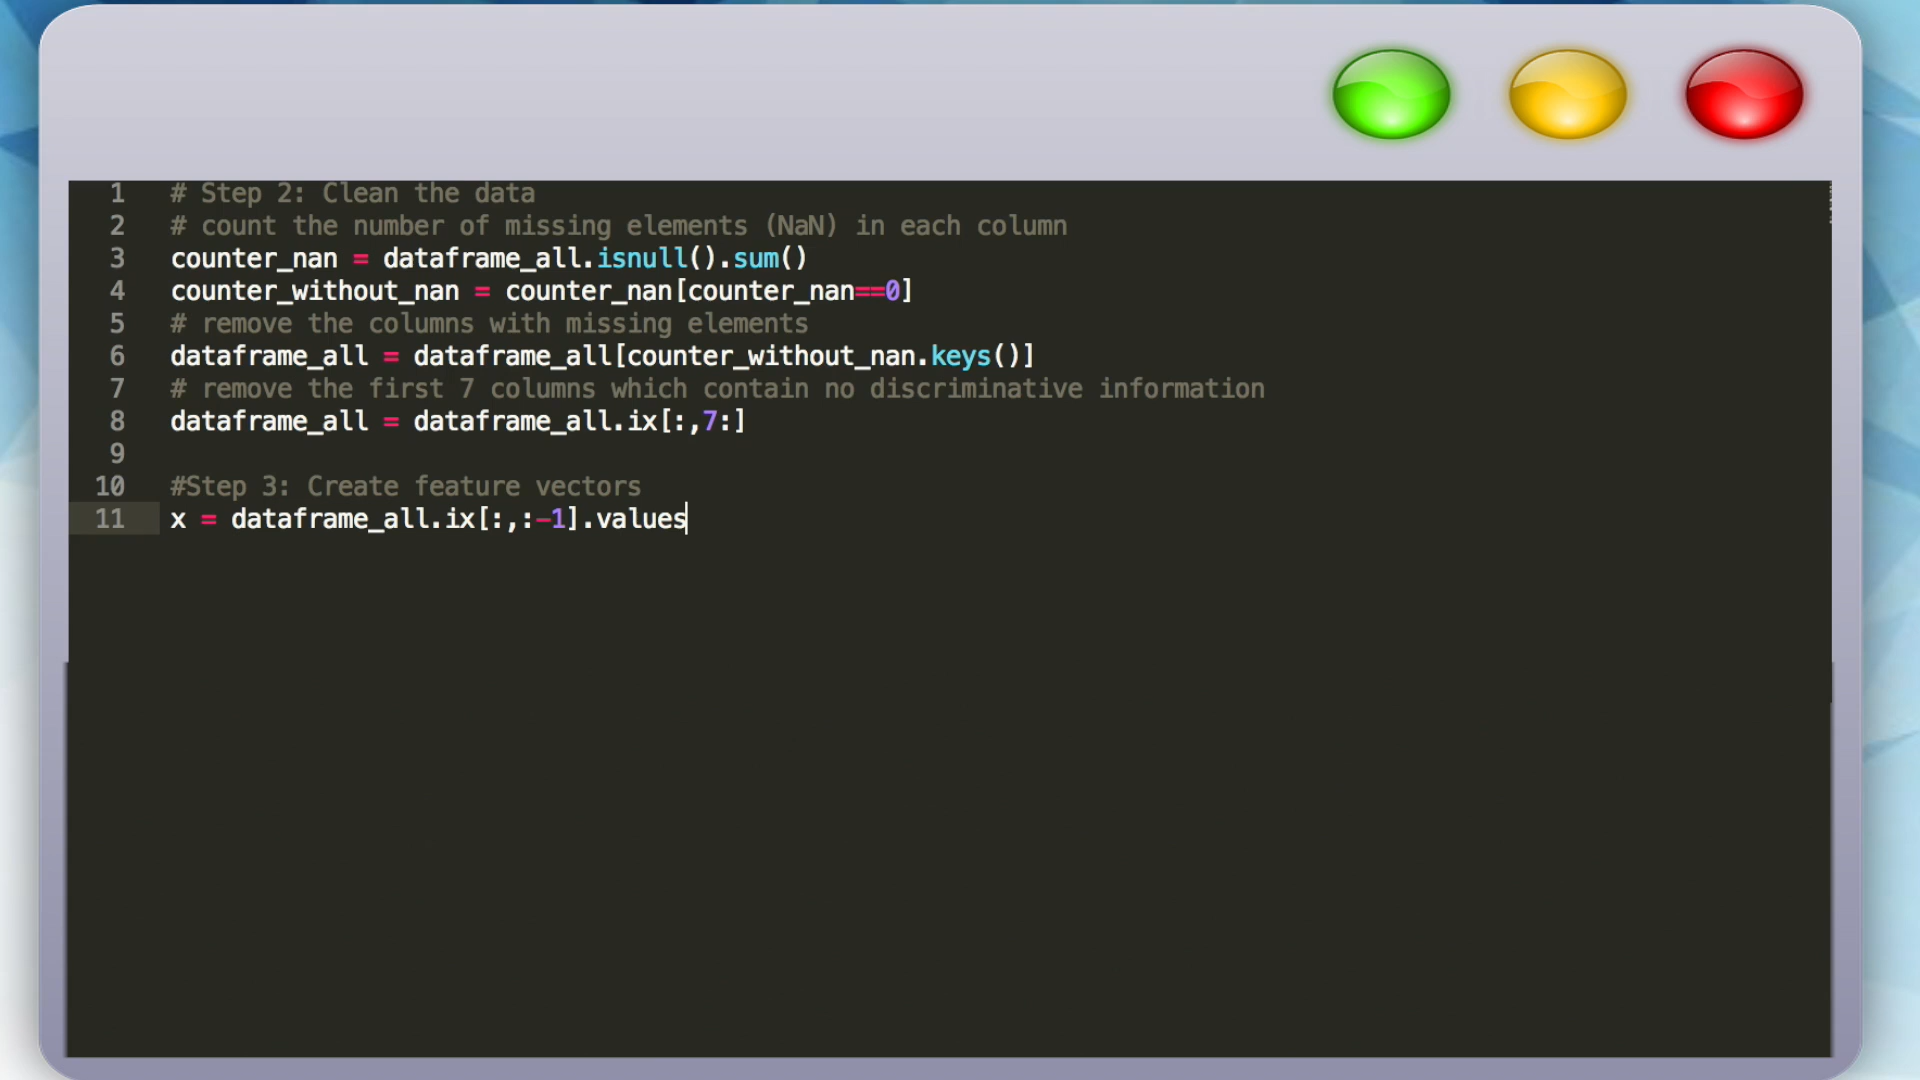 1 # Step 2: Clean the data
2 # count the number of missing elements (NaN) in each column
3 counter_nan = dataframe_all.isnull().sum()
4 counter_without_nan = counter_nan[counter_nan==0]
5 # remove the columns with missing elements
6 dataframe_all = dataframe_all[counter_without_nan.keys()]
7 # remove the first 7 columns which contain no discriminative information
8 dataframe_all = dataframe_all.ix[:,7:]
9
10 #Step 3: Create feature vectors
11 x = dataframe_all.ix[:,:-1].values